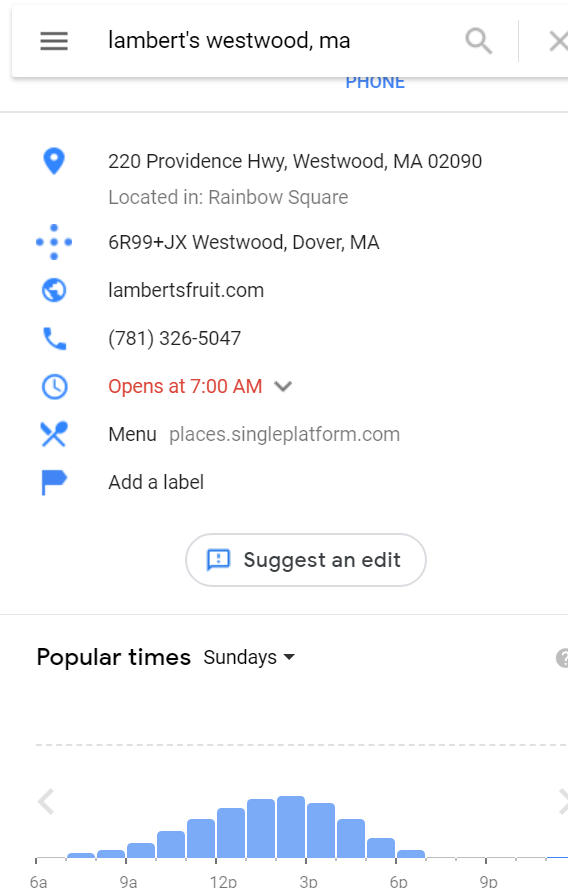 lambert's westwood, ma
PHONE
220 Providence Hwy, Westwood, MA 02090
Located in: Rainbow Square
6R99+JX Westwood, Dover, MA
lambertsfruit.com
(781) 326-5047
Opens at 7:00 AM
Menu places.singleplatform.com
Add a label
Suggest an edit
Popular times Sundays
6a 9a 12p 3p 6p 9p